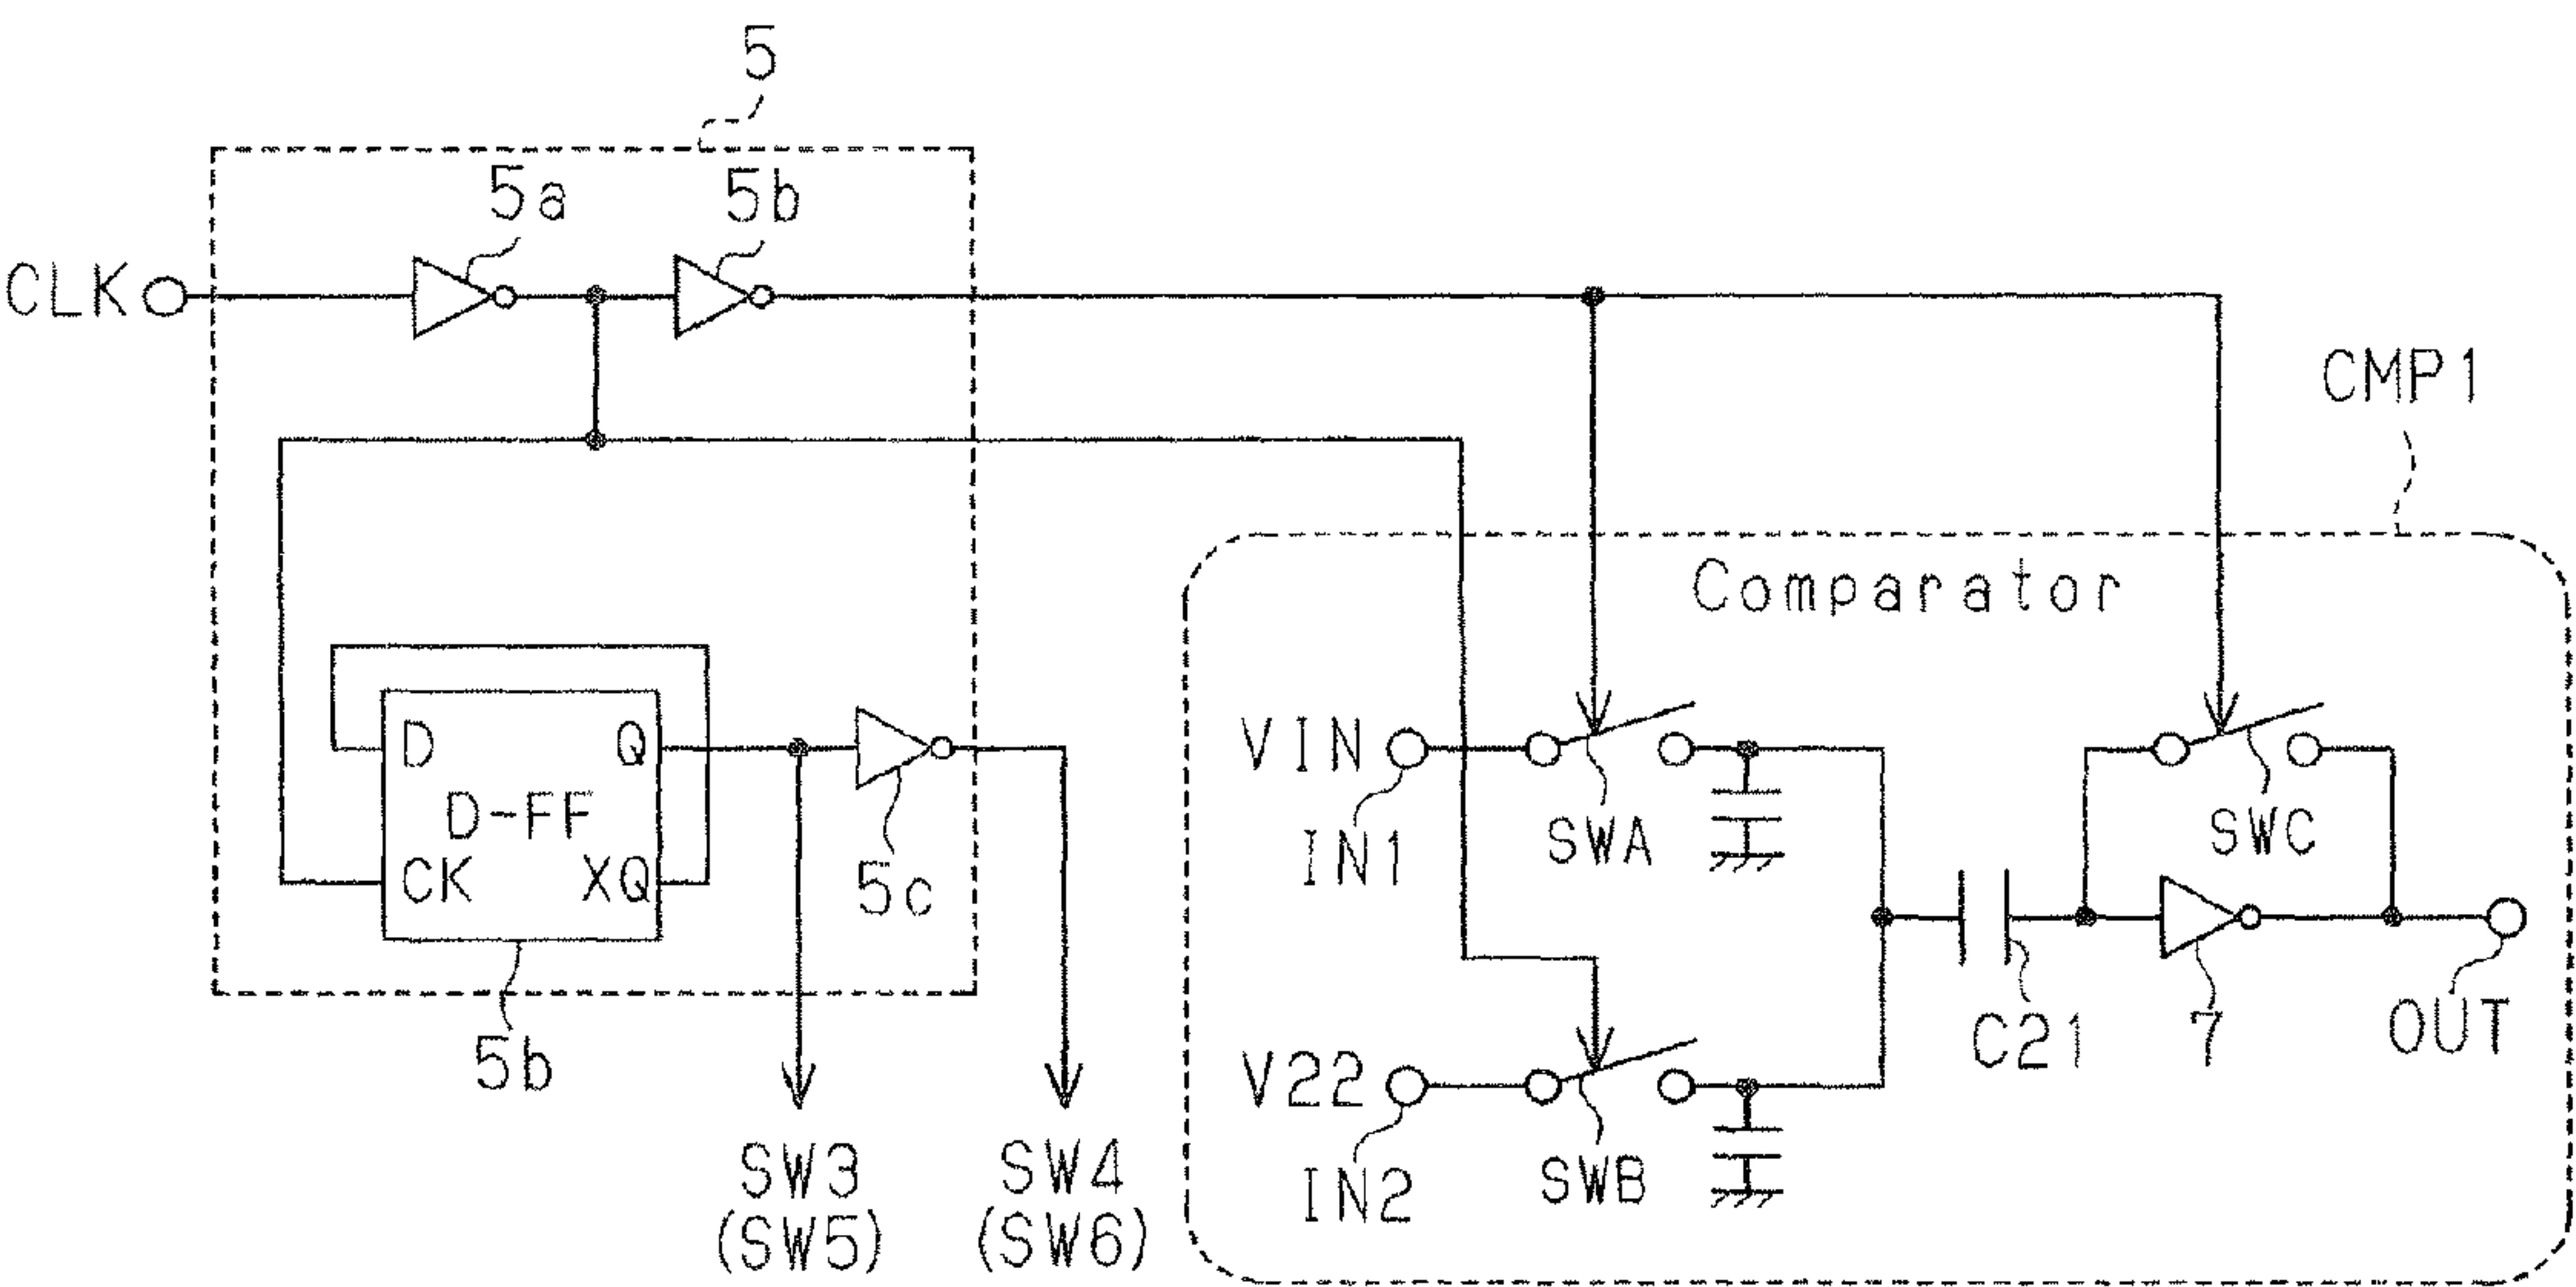 5
5a
5b
CLK
CMP1
Comparator
D
Q
D-FF
CK
XQ
5c
5b
VIN
IN1
SWA
SWC
V22
IN2
SWB
C21
7
OUT
SW3
(SW5)
SW4
(SW6)